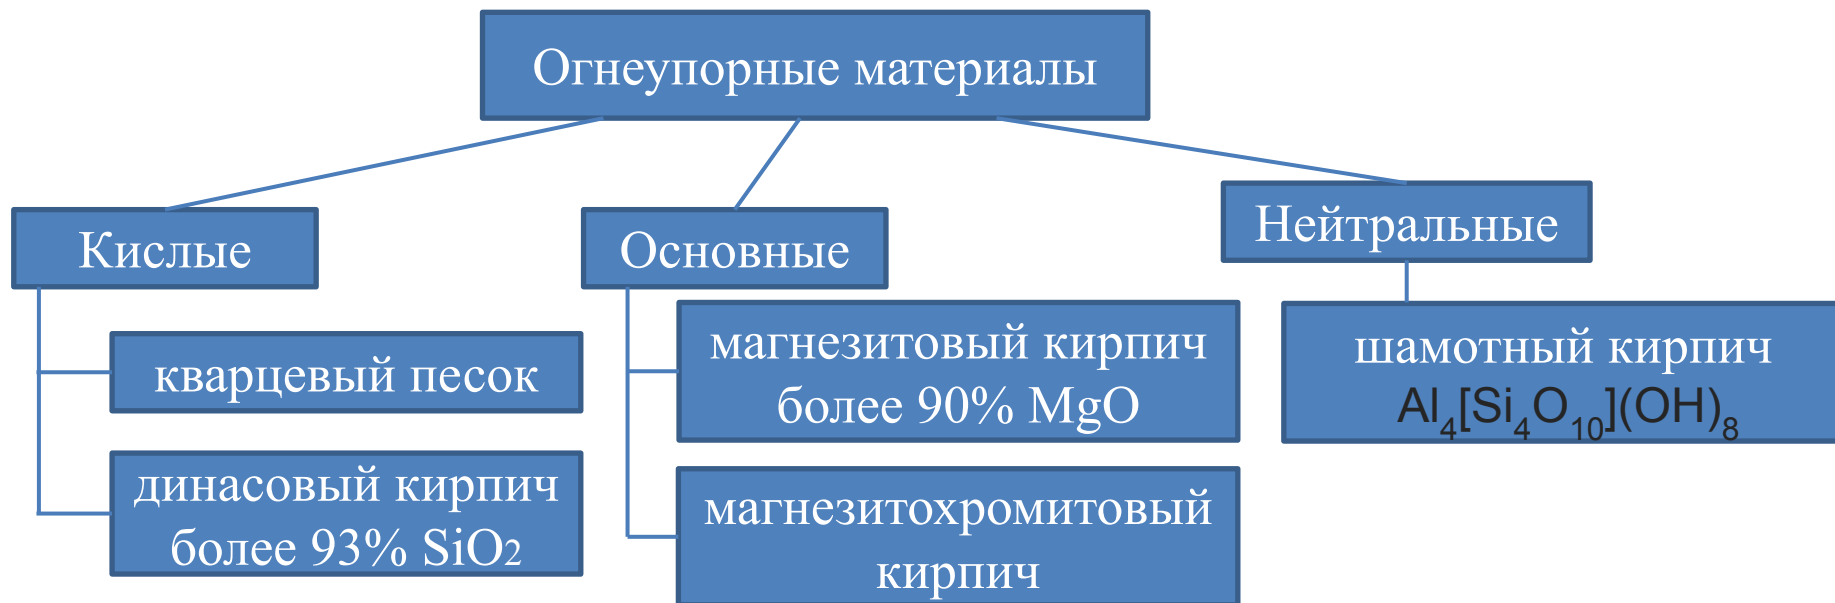 Огнеупорные материалы
Кислые
Основные
Нейтральные
кварцевый песок
динасовый кирпич
более 93% SiO2
магнезитовый кирпич
более 90% MgO
магнезитохромитовый
кирпич
шамотный кирпич
Al4[Si4O10](OH)8